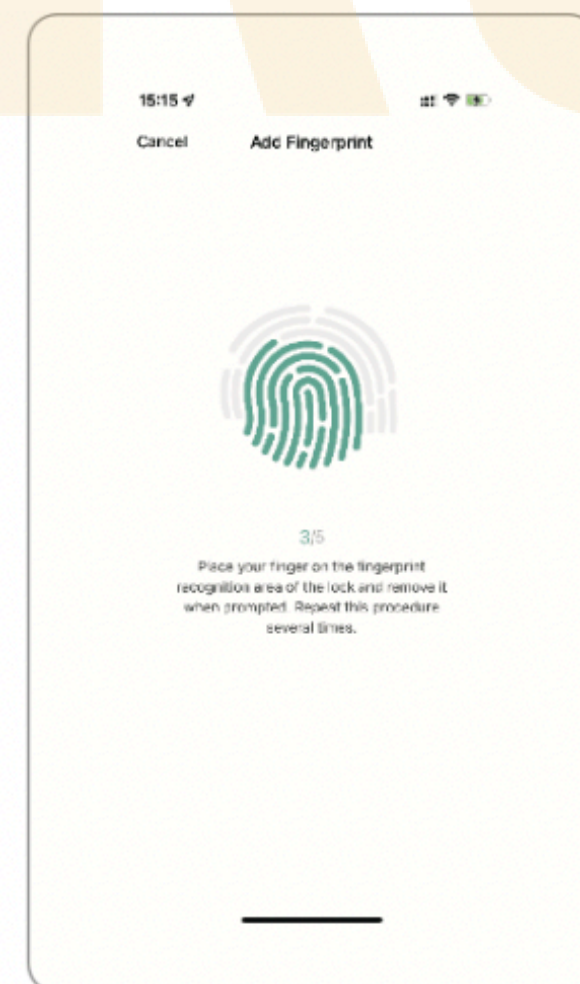 15:15
Cancel Add Fingerprint
3/5
Place your finger on the fingerprint
recognition area of the lock and remove it
when prompted. Repeat this procedure
several times.